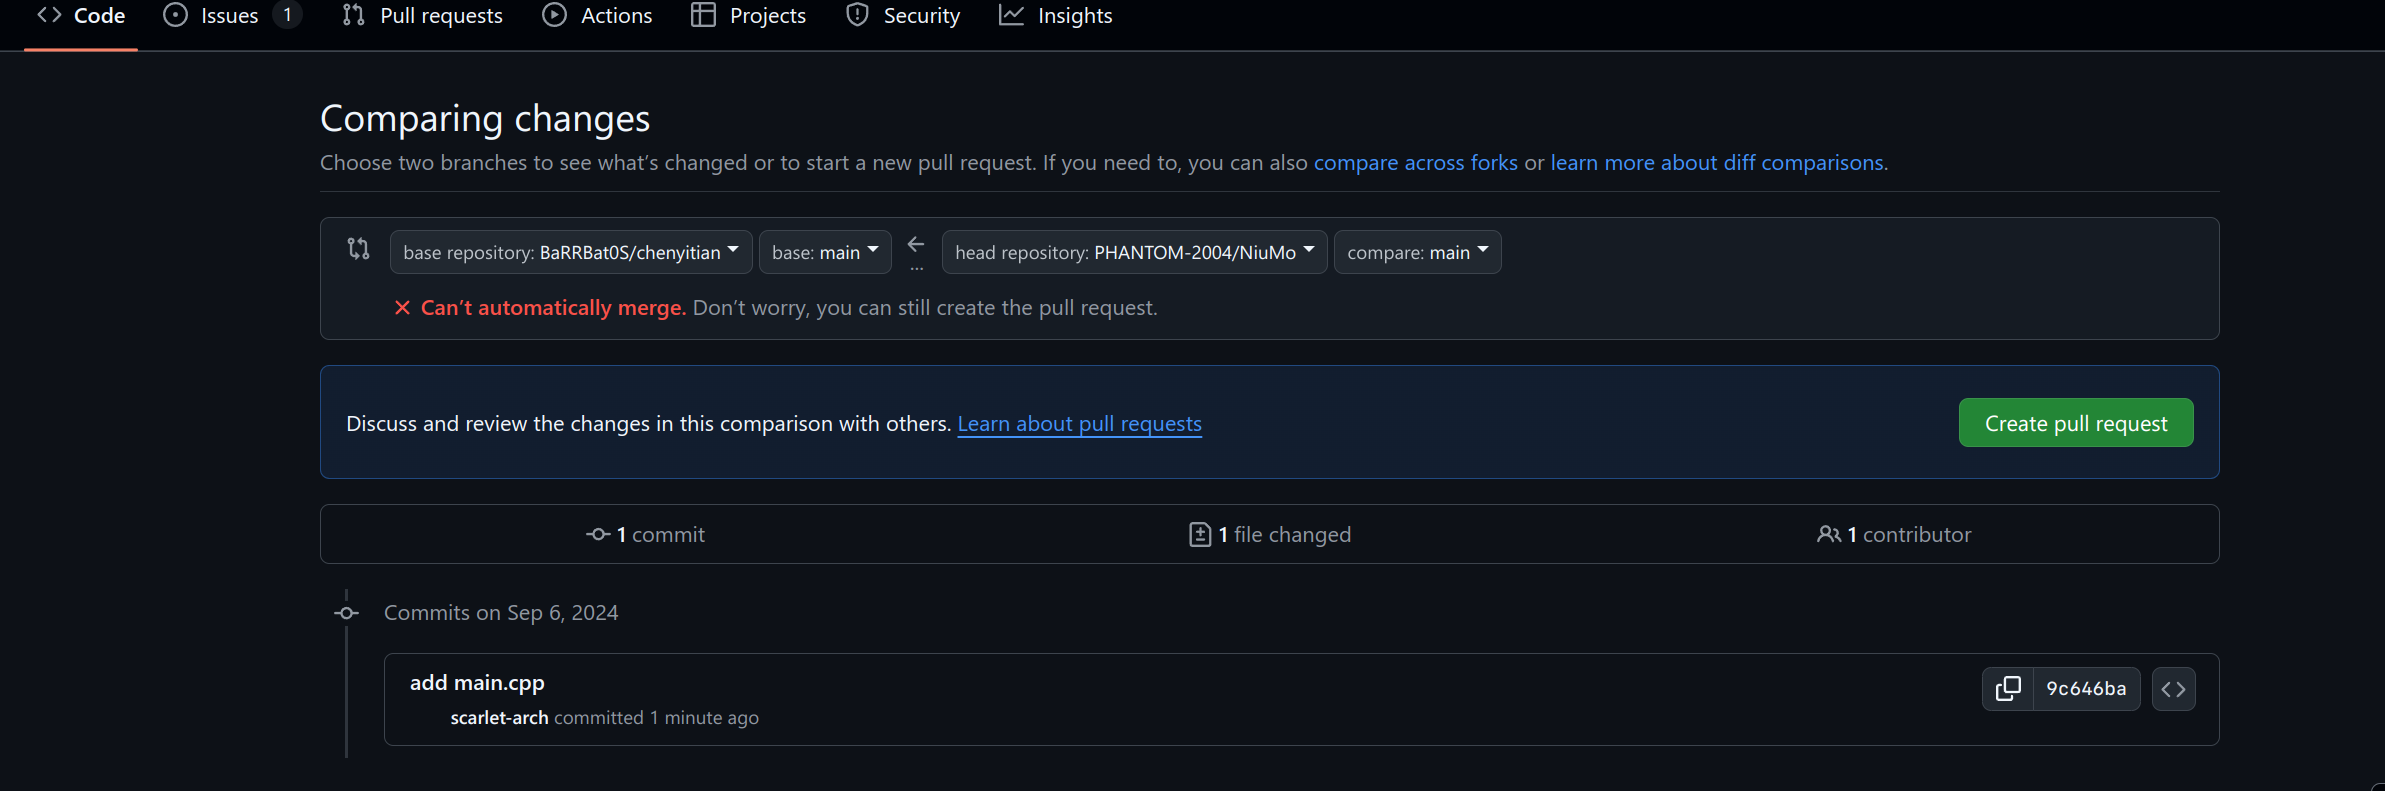 Code Issues 1 Pull requests Actions Projects Security Insights
Comparing changes
Choose two branches to see what's changed or to start a new pull request. If you need to, you can also compare across forks or learn more about diff comparisons.
base repository: BaRRBat0S/chenyitian base: main ... head repository: PHANTOM-2004/NiuMo compare: main
Can't automatically merge. Don't worry, you can still create the pull request.
Discuss and review the changes in this comparison with others. Learn about pull requests Create pull request
1 commit 1 file changed 1 contributor
Commits on Sep 6, 2024
add main.cpp 9c646ba
scarlet-arch committed 1 minute ago